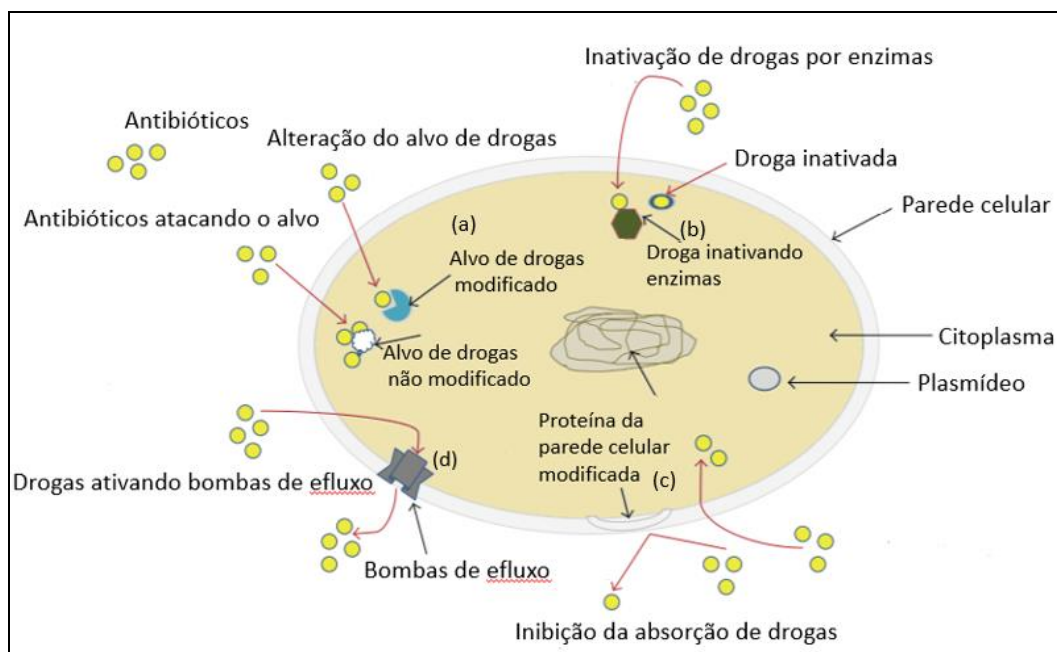 Inativação de drogas por enzimas
Antibióticos
Alteração do alvo de drogas
Droga inativada
Antibióticos atacando o alvo
(a)
(b)
Parede celular
Alvo de drogas
modificado
Droga inativando
enzimas
Alvo de drogas
não modificado
Citoplasma
Plasmídeo
Proteína da
parede celular
modificada
(c)
(d)
Drogas ativando bombas de efluxo
Bombas de efluxo
Inibição da absorção de drogas